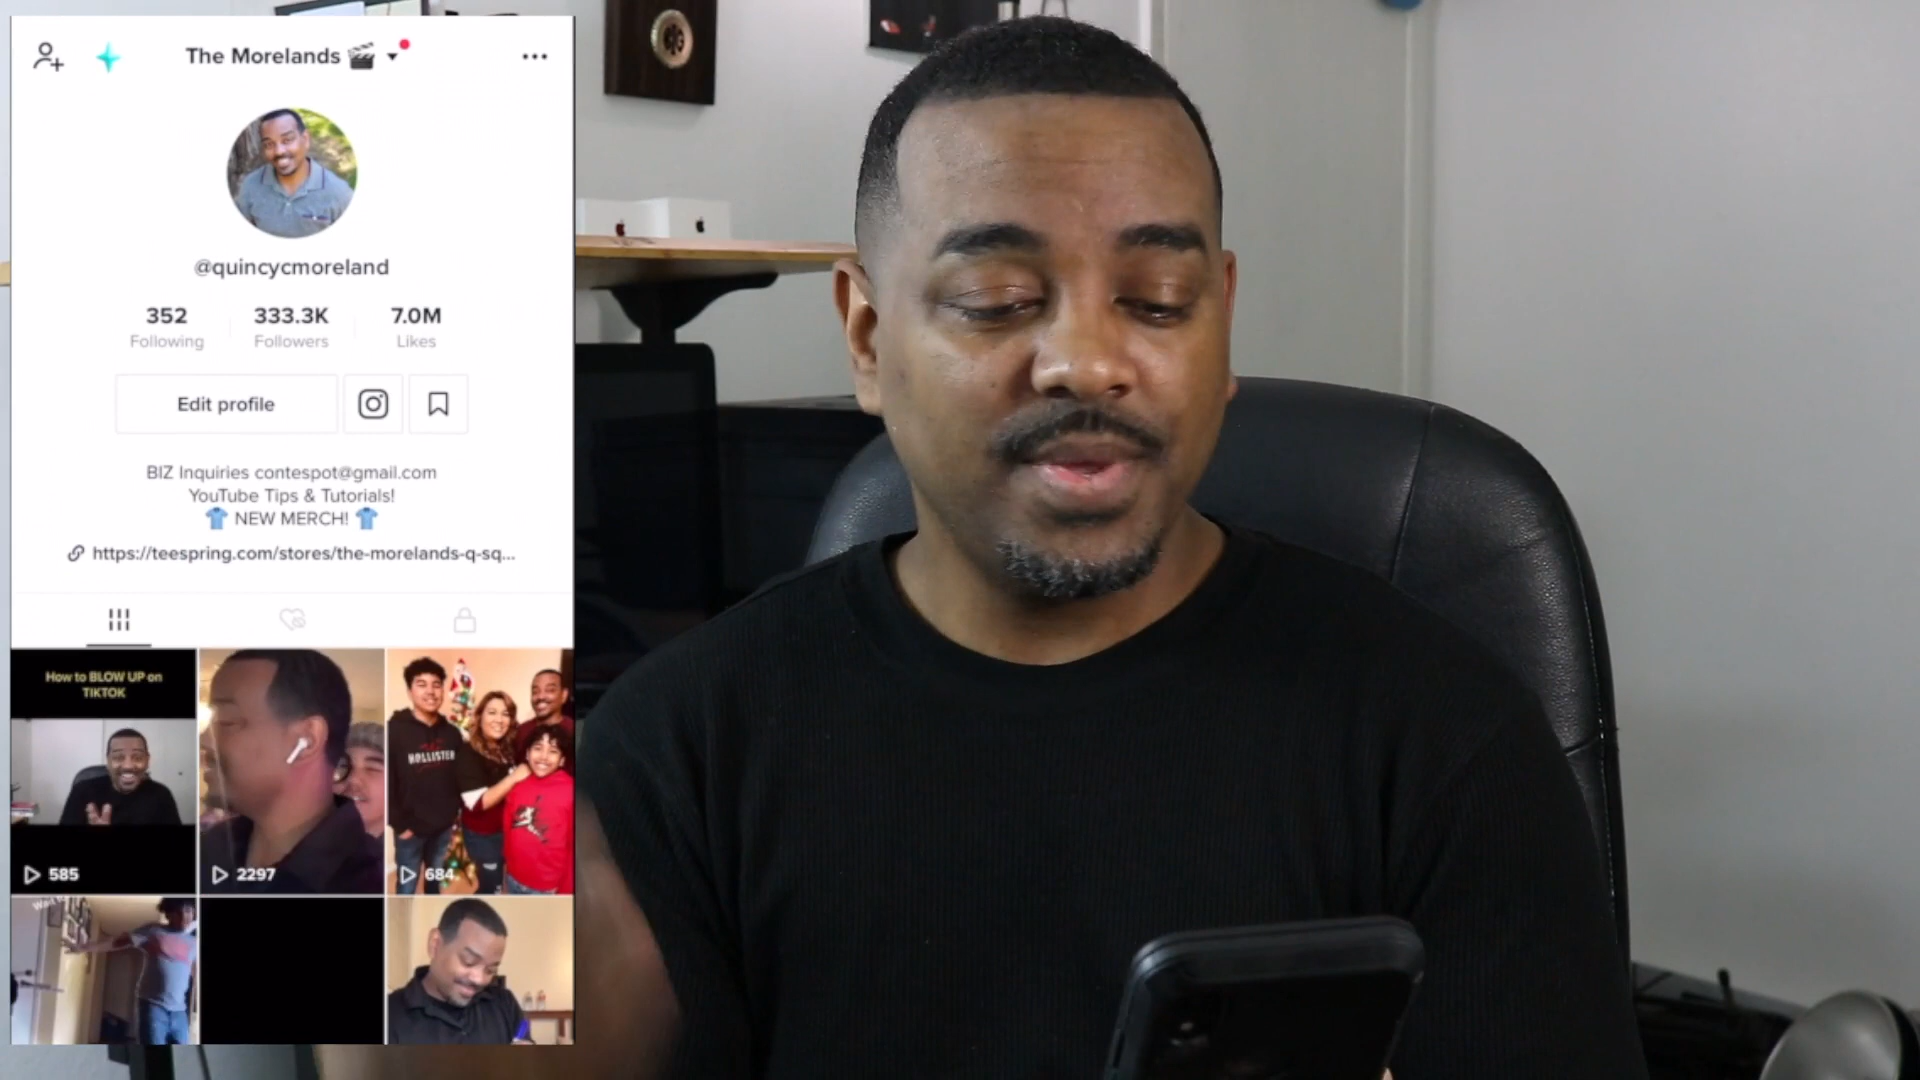 The Morelands 🎬
@quincycmoreland
352 333.3K 7.0M
Following Followers Likes
Edit profile
BIZ Inquiries contespot@gmail.com
YouTube Tips & Tutorials!
👕 NEW MERCH! 👕
https://teespring.com/stores/the-morelands-q-sq...
How to BLOW UP on
TIKTOK
HOLLISTER
585 2297 684